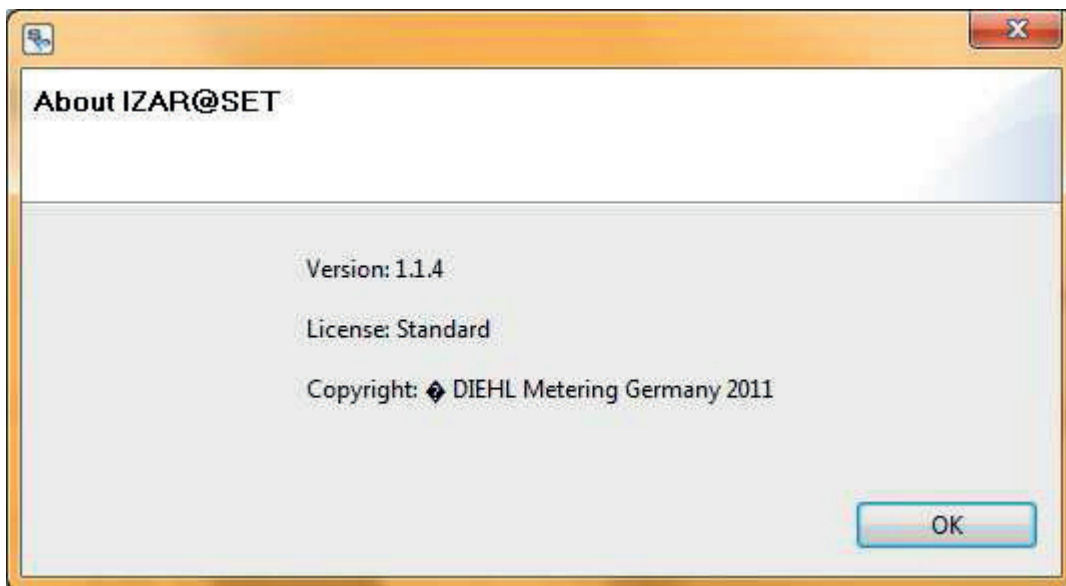 About IZAR@SET
Version: 1.1.4
License: Standard
Copyright: � DIEHL Metering Germany 2011
OK